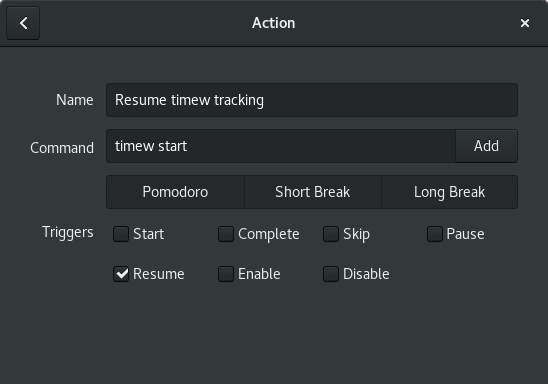 Action
Name Resume timew tracking
Command timew start Add
Pomodoro Short Break Long Break
Triggers Start Complete Skip Pause
Resume Enable Disable